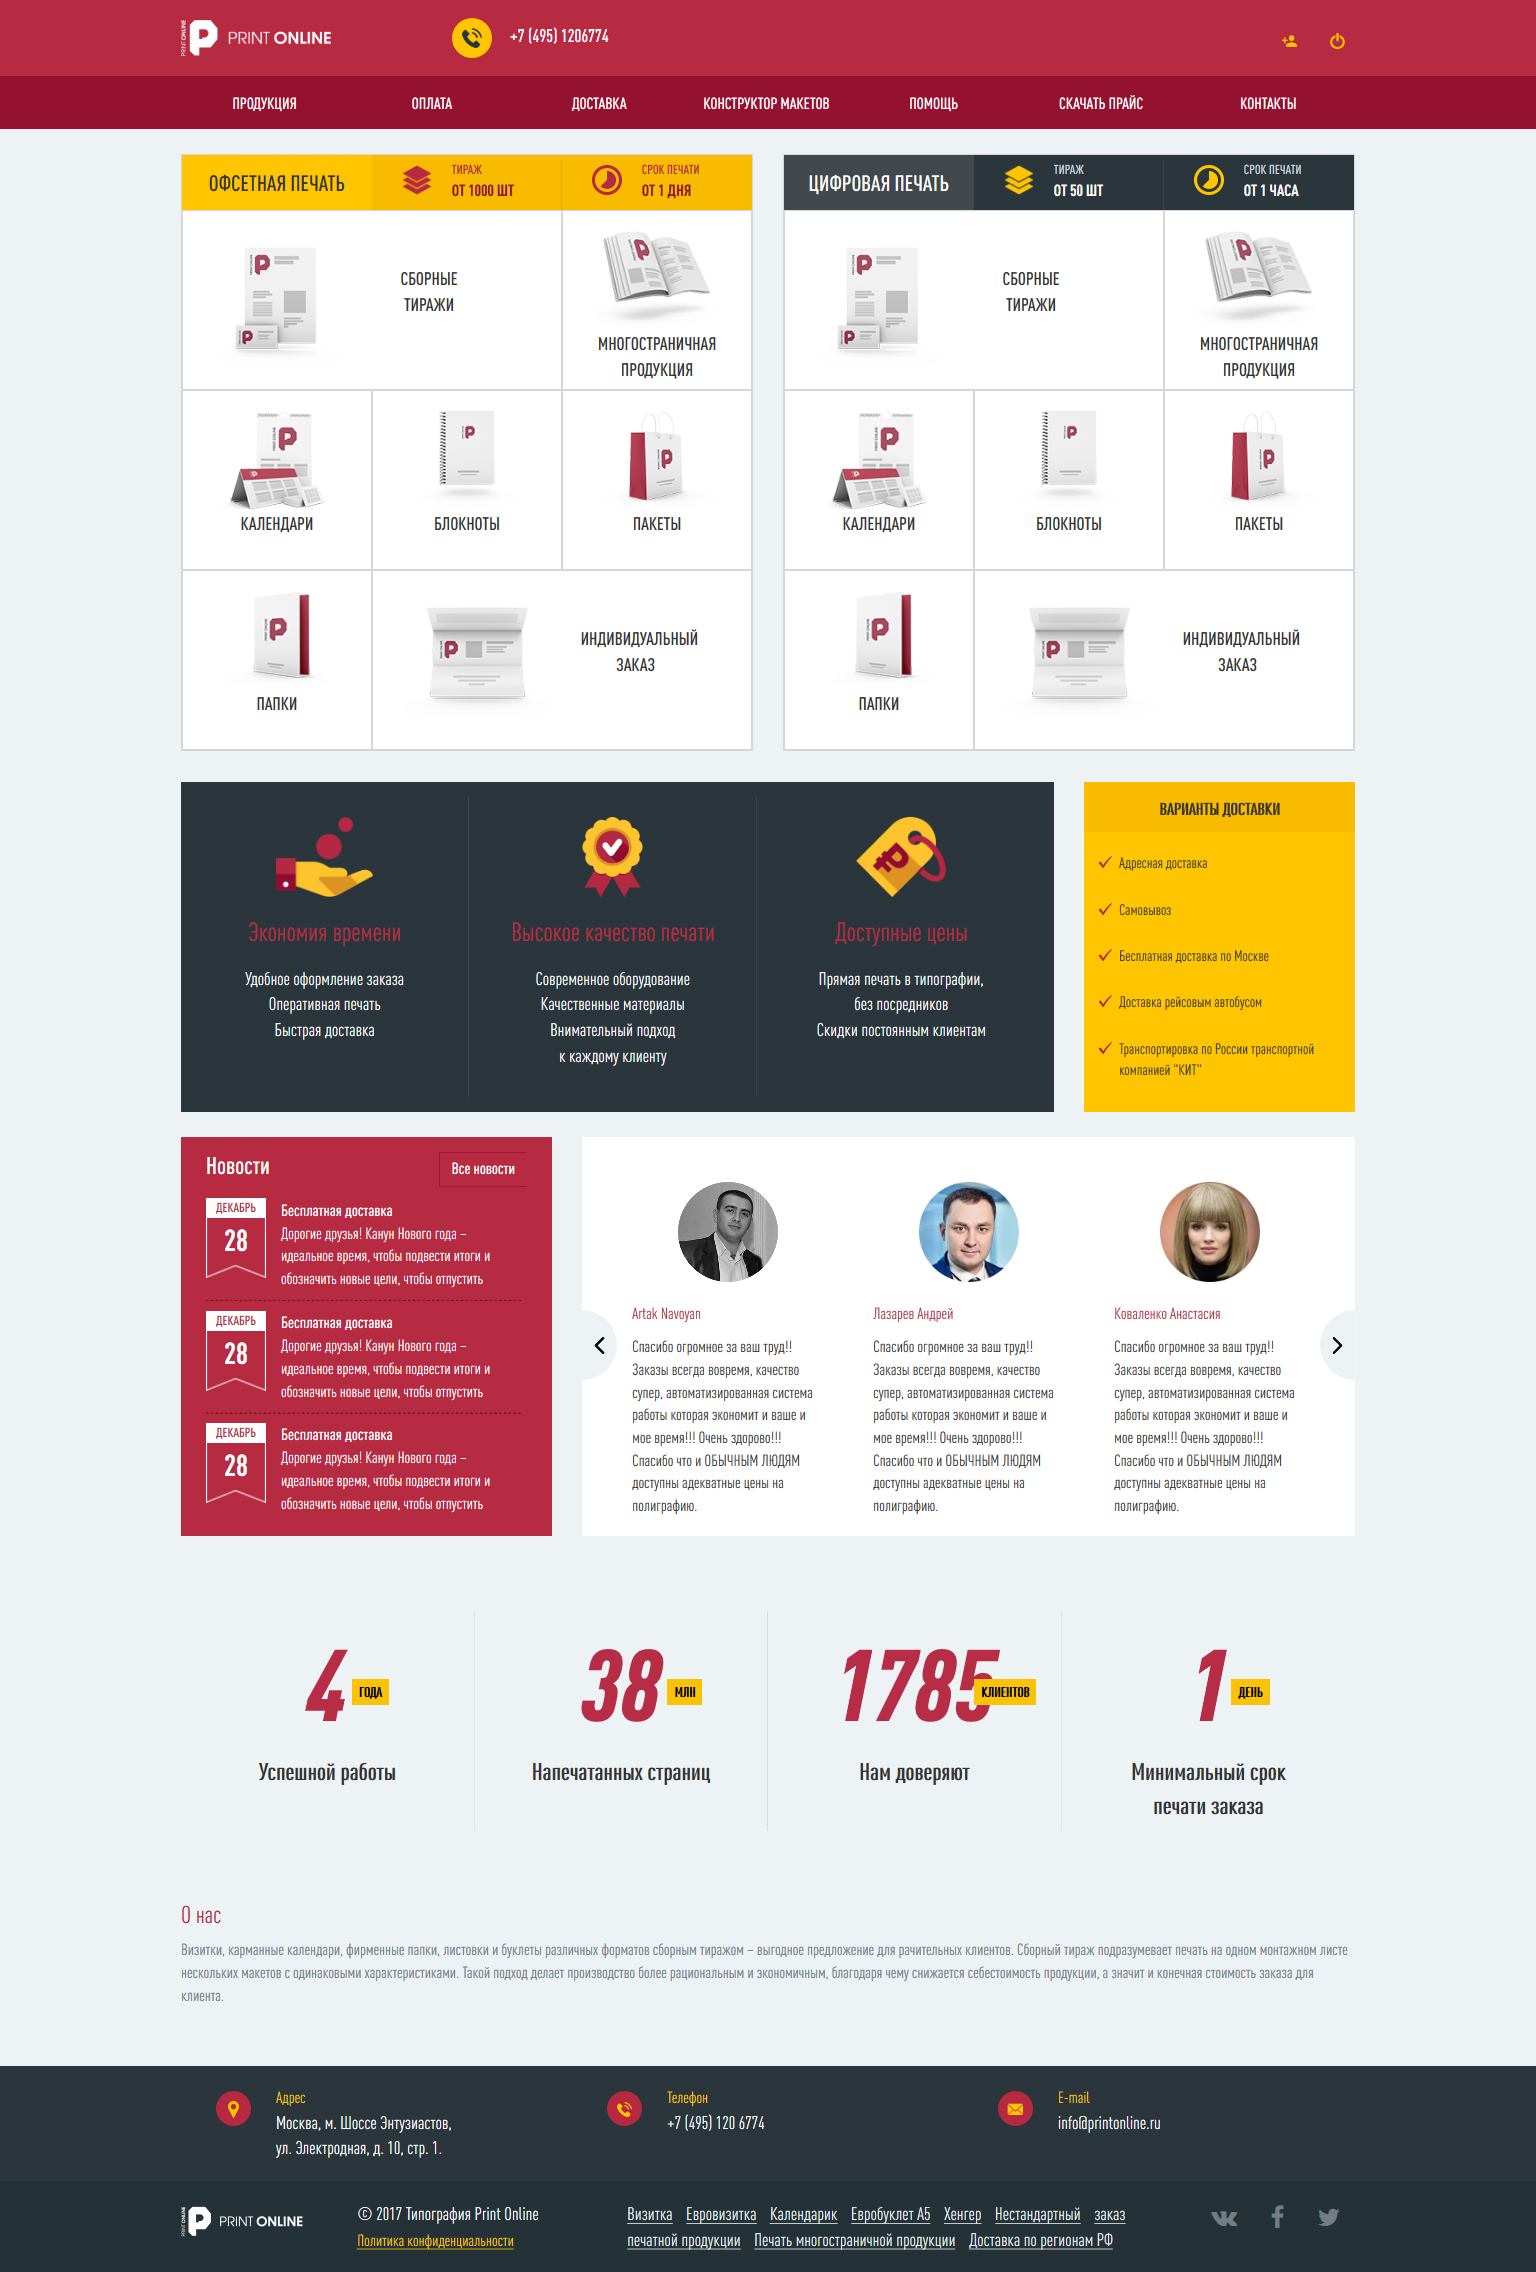 PRINT ONLINE
+7 (495) 1206774
ПРОДУКЦИЯ ОПЛАТА ДОСТАВКА КОНСТРУКТОР МАКЕТОВ ПОМОЩЬ СКАЧАТЬ ПРАЙС КОНТАКТЫ
ОФСЕТНАЯ ПЕЧАТЬ
ТИРАЖ
ОТ 1000 ШТ
СРОК ПЕЧАТИ
ОТ 1 ДНЯ
СБОРНЫЕ
ТИРАЖИ
МНОГОСТРАНИЧНАЯ
ПРОДУКЦИЯ
КАЛЕНДАРИ
БЛОКНОТЫ
ПАКЕТЫ
ПАПКИ
ИНДИВИДУАЛЬНЫЙ
ЗАКАЗ
ЦИФРОВАЯ ПЕЧАТЬ
ТИРАЖ
ОТ 50 ШТ
СРОК ПЕЧАТИ
ОТ 1 ЧАСА
СБОРНЫЕ
ТИРАЖИ
МНОГОСТРАНИЧНАЯ
ПРОДУКЦИЯ
КАЛЕНДАРИ
БЛОКНОТЫ
ПАКЕТЫ
ПАПКИ
ИНДИВИДУАЛЬНЫЙ
ЗАКАЗ
Экономия времени
Удобное оформление заказа
Оперативная печать
Быстрая доставка
Высокое качество печати
Современное оборудование
Качественные материалы
Внимательный подход
к каждому клиенту
Доступные цены
Прямая печать в типографии,
без посредников
Скидки постоянным клиентам
ВАРИАНТЫ ДОСТАВКИ
Адресная доставка
Самовывоз
Бесплатная доставка по Москве
Доставка рейсовым автобусом
Транспортировка по России транспортной
компанией "КИТ"
Новости
Все новости
ДЕКАБРЬ
28
Бесплатная доставка
Дорогие друзья! Канун Нового года –
идеальное время, чтобы подвести итоги и
обозначить новые цели, чтобы отпустить
ДЕКАБРЬ
28
Бесплатная доставка
Дорогие друзья! Канун Нового года –
идеальное время, чтобы подвести итоги и
обозначить новые цели, чтобы отпустить
ДЕКАБРЬ
28
Бесплатная доставка
Дорогие друзья! Канун Нового года –
идеальное время, чтобы подвести итоги и
обозначить новые цели, чтобы отпустить
Artak Navoyan
Спасибо огромное за ваш труд!!
Заказы всегда вовремя, качество
супер, автоматизированная система
работы которая экономит и ваше и
мое время!!! Очень здорово!!!
Спасибо что и ОБЫЧНЫМ ЛЮДЯМ
доступны адекватные цены на
полиграфию.
Лазарев Андрей
Спасибо огромное за ваш труд!!
Заказы всегда вовремя, качество
супер, автоматизированная система
работы которая экономит и ваше и
мое время!!! Очень здорово!!!
Спасибо что и ОБЫЧНЫМ ЛЮДЯМ
доступны адекватные цены на
полиграфию.
Коваленко Анастасия
Спасибо огромное за ваш труд!!
Заказы всегда вовремя, качество
супер, автоматизированная система
работы которая экономит и ваше и
мое время!!! Очень здорово!!!
Спасибо что и ОБЫЧНЫМ ЛЮДЯМ
доступны адекватные цены на
полиграфию.
4 ГОДА
Успешной работы
38 МЛН
Напечатанных страниц
1785 КЛИЕНТОВ
Нам доверяют
1 ДЕНЬ
Минимальный срок
печати заказа
О нас
Визитки, карманные календари, фирменные папки, листовки и буклеты различных форматов сборным тиражом – выгодное предложение для рачительных клиентов. Сборный тираж подразумевает печать на одном монтажном листе
нескольких макетов с одинаковыми характеристиками. Такой подход делает производство более рациональным и экономичным, благодаря чему снижается себестоимость продукции, а значит и конечная стоимость заказа для
клиента.
Адрес
Москва, м. Шоссе Энтузиастов,
ул. Электродная, д. 10, стр. 1.
Телефон
+7 (495) 120 6774
E-mail
info@printonline.ru
PRINT ONLINE
© 2017 Типография Print Online
Политика конфиденциальности
Визитка Евровизитка Календарик Евробуклет А5 Хенгер Нестандартный заказ
печатной продукции Печать многостраничной продукции Доставка по регионам РФ